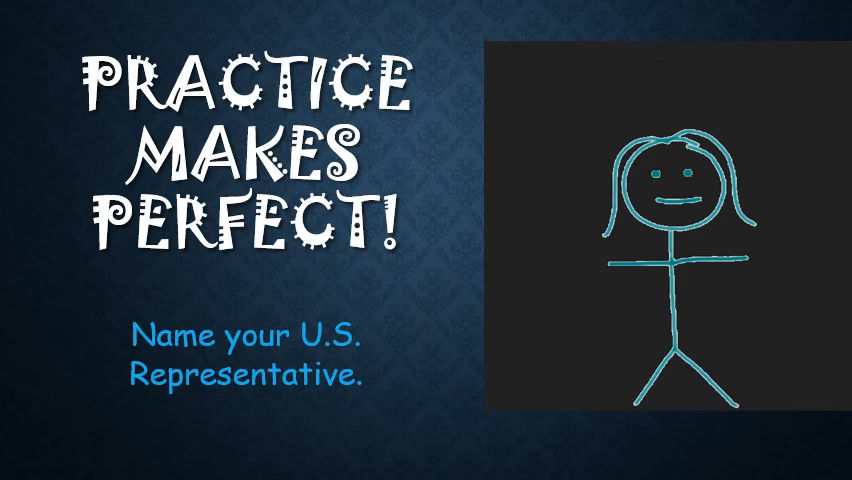 PRACTICE
MAKES
PERFECT!
Name your U.S.
Representative.